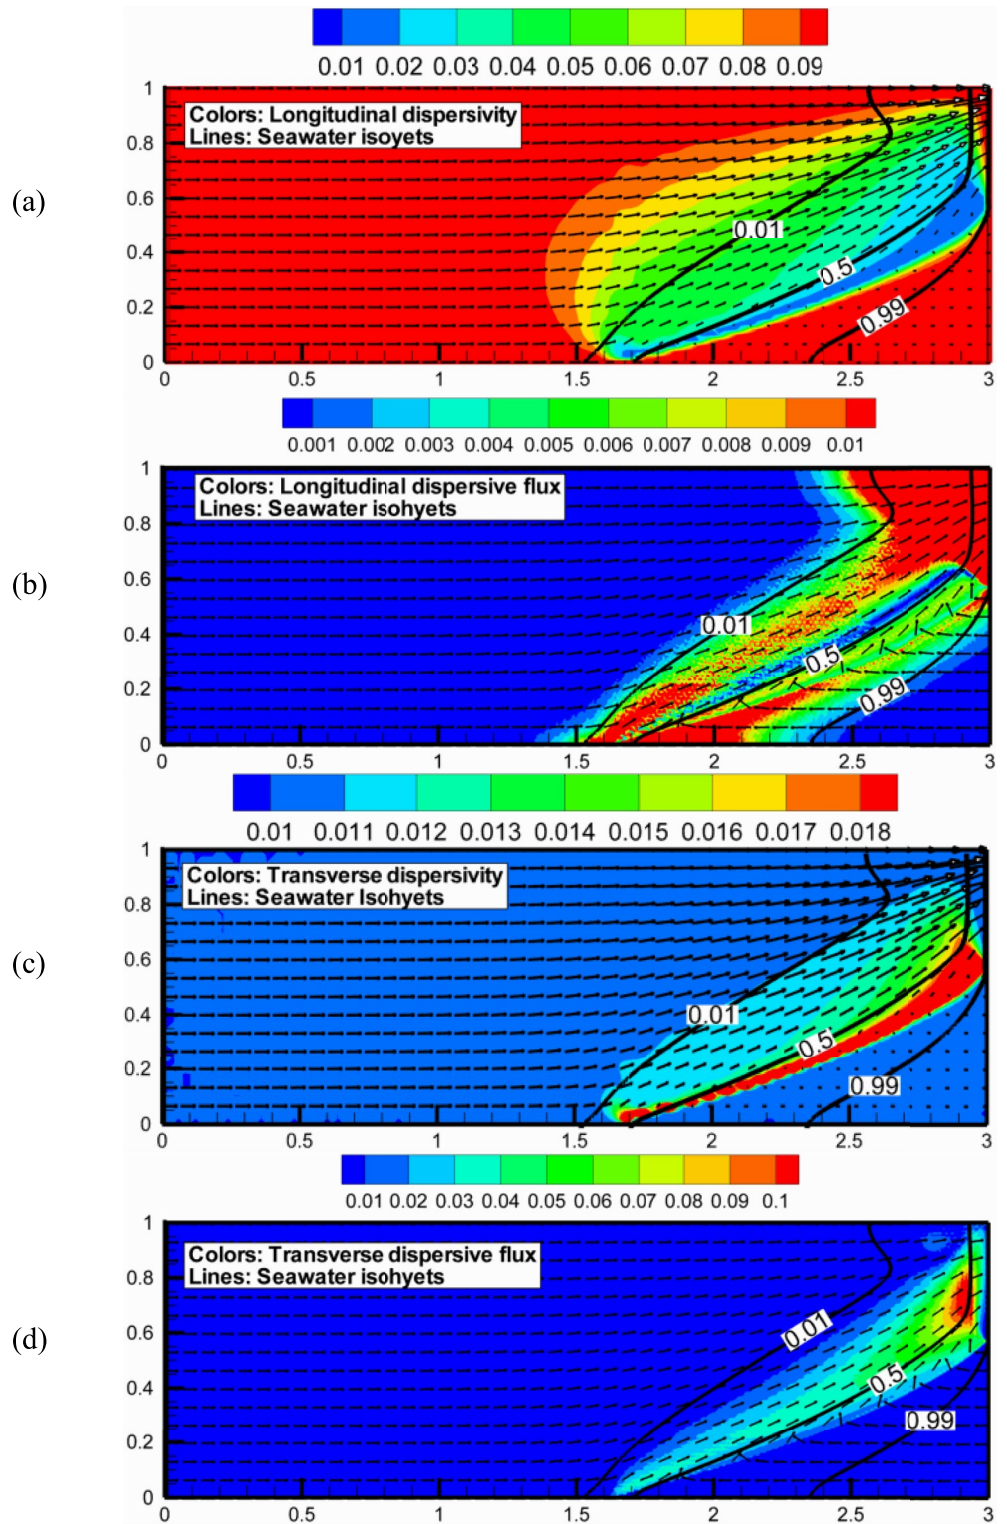 0.01 0.02 0.03 0.04 0.05 0.06 0.07 0.08 0.09
(a)
Colors: Longitudinal dispersivity
Lines: Seawater isoyets
1
0.8
0.6
0.4
0.2
0
0.01
0.5
0.99
0 0.5 1 1.5 2 2.5 3
0.001 0.002 0.003 0.004 0.005 0.006 0.007 0.008 0.009 0.01
(b)
Colors: Longitudinal dispersive flux
Lines: Seawater isohyets
1
0.8
0.6
0.4
0.2
0
0.01
0.5
0.99
0 0.5 1 1.5 2 2.5 3
0.01 0.011 0.012 0.013 0.014 0.015 0.016 0.017 0.018
(c)
Colors: Transverse dispersivity
Lines: Seawater Isohyets
1
0.8
0.6
0.4
0.2
0
0.01
0.5
0.99
0 0.5 1 1.5 2 2.5 3
0.01 0.02 0.03 0.04 0.05 0.06 0.07 0.08 0.09 0.1
(d)
Colors: Transverse dispersive flux
Lines: Seawater isohyets
1
0.8
0.6
0.4
0.2
0
0.01
0.5
0.99
0 0.5 1 1.5 2 2.5 3